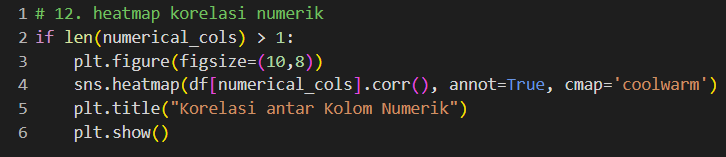 1 # 12. heatmap korelasi numerik
2 if len(numerical_cols) > 1:
3     plt.figure(figsize=(10,8))
4     sns.heatmap(df[numerical_cols].corr(), annot=True, cmap='coolwarm')
5     plt.title("Korelasi antar Kolom Numerik")
6     plt.show()